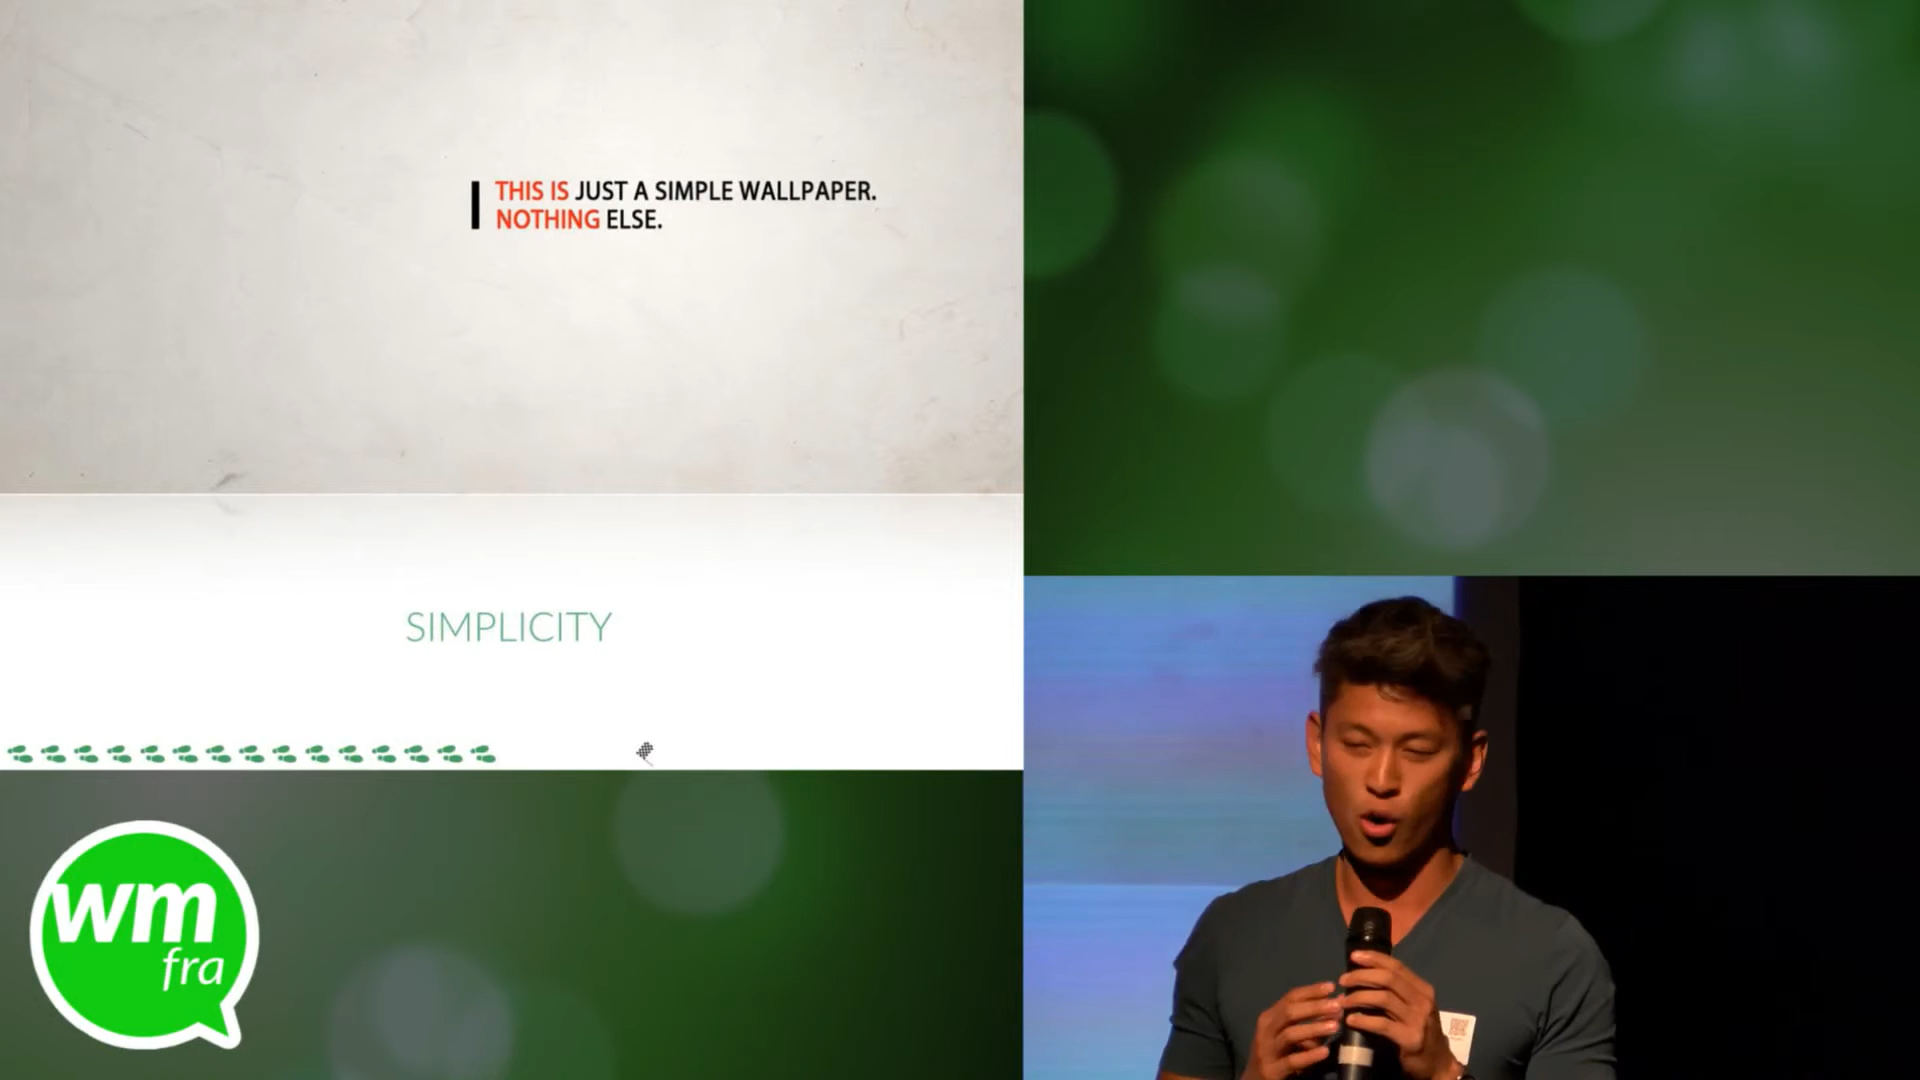 THIS IS JUST A SIMPLE WALLPAPER.
NOTHING ELSE.
SIMPLICITY
wm
fra